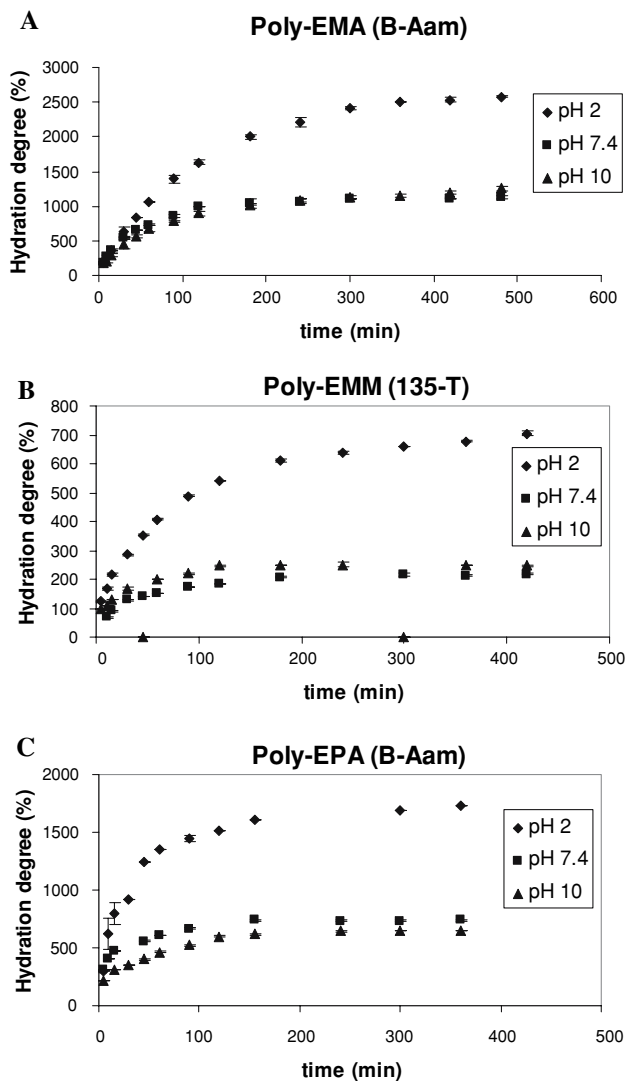 A
Poly-EMA (B-Aam)
Hydration degree (%)
3000
2500
2000
1500
1000
500
0
0 100 200 300 400 500 600
time (min)
pH 2
pH 7.4
pH 10
B
Poly-EMM (135-T)
Hydration degree (%)
800
700
600
500
400
300
200
100
0
0 100 200 300 400 500
time (min)
pH 2
pH 7.4
pH 10
C
Poly-EPA (B-Aam)
Hydration degree (%)
2000
1500
1000
500
0
0 100 200 300 400 500
time (min)
pH 2
pH 7.4
pH 10